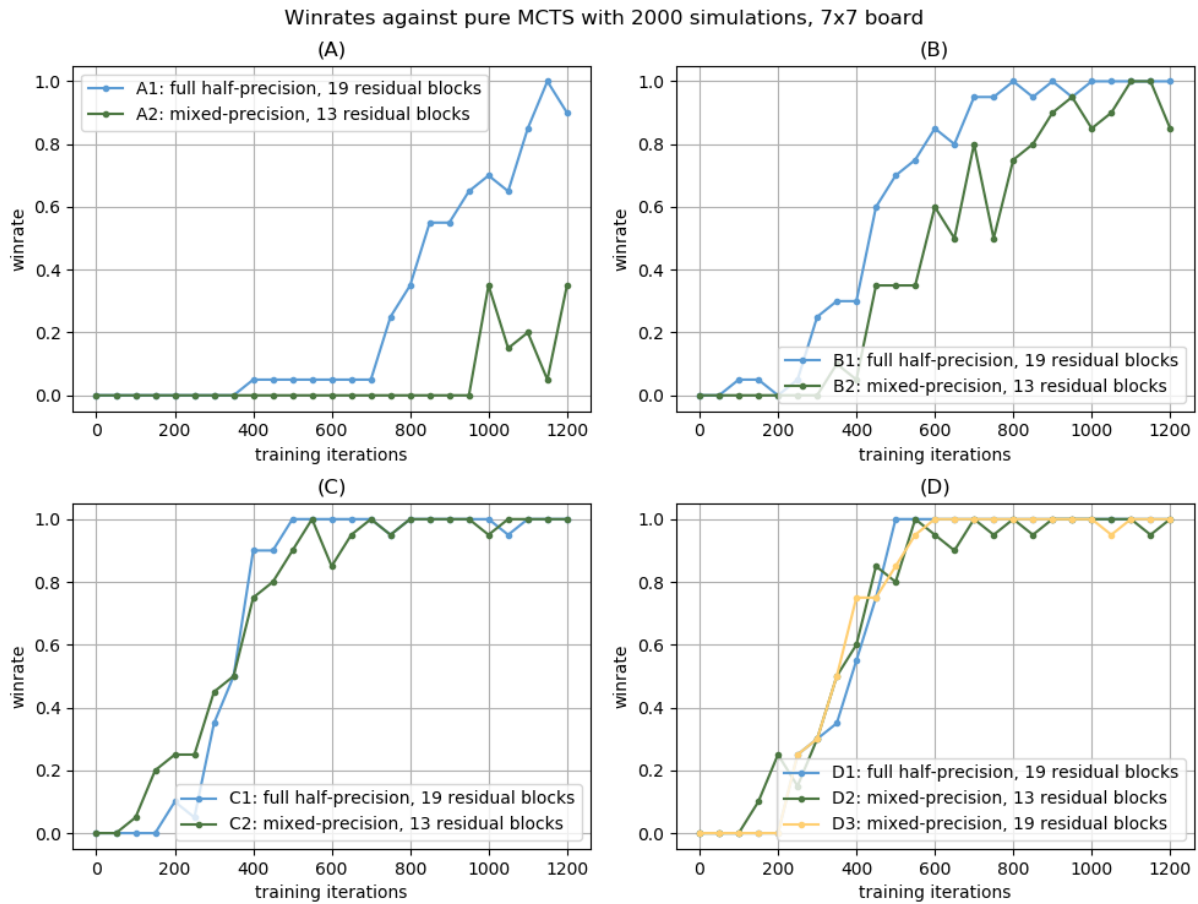 Winrates against pure MCTS with 2000 simulations, 7x7 board
(A)
1.0
0.8
0.6
0.4
0.2
0.0
winrate
A1: full half-precision, 19 residual blocks
A2: mixed-precision, 13 residual blocks
0 200 400 600 800 1000 1200
training iterations
(B)
1.0
0.8
0.6
0.4
0.2
0.0
winrate
B1: full half-precision, 19 residual blocks
B2: mixed-precision, 13 residual blocks
0 200 400 600 800 1000 1200
training iterations
(C)
1.0
0.8
0.6
0.4
0.2
0.0
winrate
C1: full half-precision, 19 residual blocks
C2: mixed-precision, 13 residual blocks
0 200 400 600 800 1000 1200
training iterations
(D)
1.0
0.8
0.6
0.4
0.2
0.0
winrate
D1: full half-precision, 19 residual blocks
D2: mixed-precision, 13 residual blocks
D3: mixed-precision, 19 residual blocks
0 200 400 600 800 1000 1200
training iterations